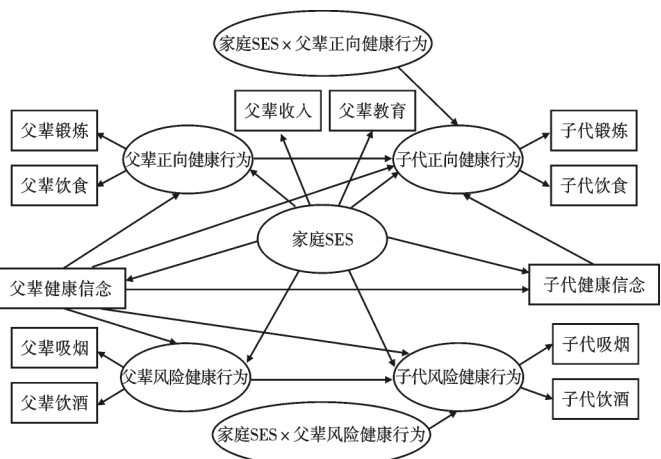 家庭SES×父辈正向健康行为
父辈收入
父辈教育
父辈锻炼
子代锻炼
父辈正向健康行为
子代正向健康行为
父辈饮食
子代饮食
家庭SES
父辈健康信念
子代健康信念
父辈吸烟
子代吸烟
父辈风险健康行为
子代风险健康行为
父辈饮酒
子代饮酒
家庭SES×父辈风险健康行为